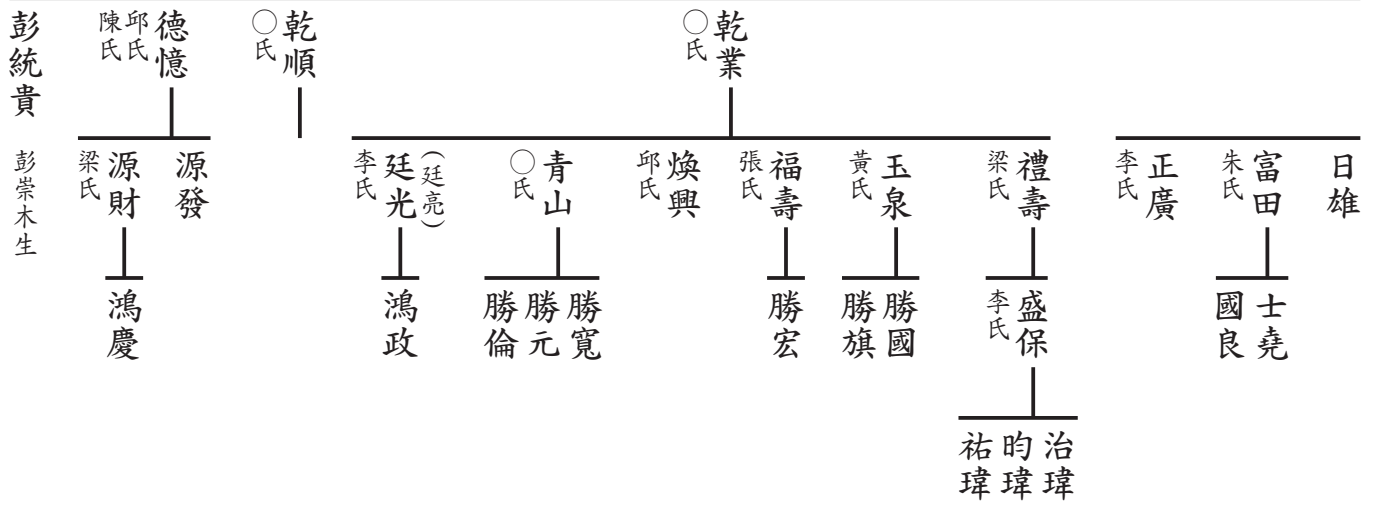 乾業
○氏
乾順
○氏
德憶
邱氏
陳氏
彭統貴 彭崇木生
日雄
富田
朱氏
正廣
李氏
禮壽
梁氏
玉泉
黃氏
福壽
張氏
煥興
邱氏
青山
○氏
(廷亮)
廷光
李氏
源發
源財
梁氏
士堯
國良
盛保
李氏
勝國
勝旗
勝宏
勝寬
勝元
勝倫
鴻政
鴻慶
治瑋
昀瑋
祐瑋